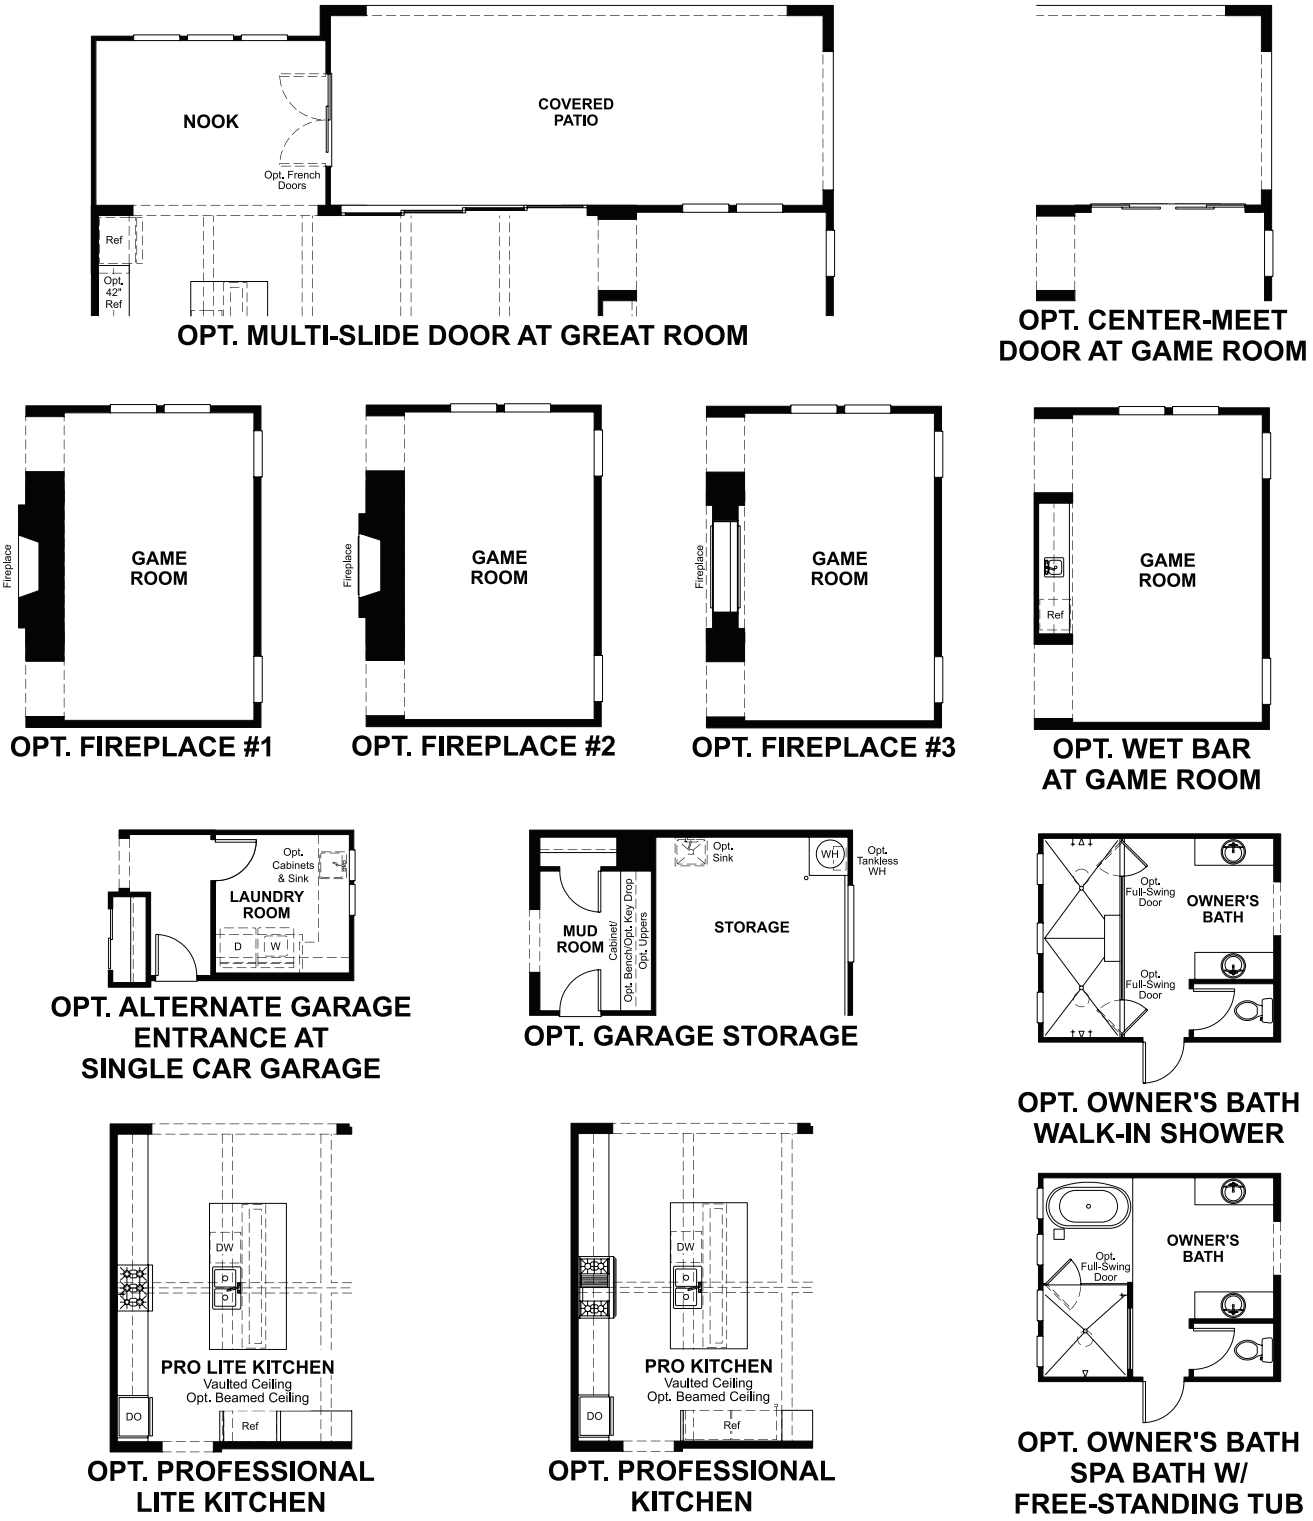 NOOK
COVERED
PATIO
Opt. French
Doors
Ref
Opt.
42"
Ref
OPT. MULTI-SLIDE DOOR AT GREAT ROOM
OPT. CENTER-MEET
DOOR AT GAME ROOM
Fireplace
GAME
ROOM
OPT. FIREPLACE #1
Fireplace
GAME
ROOM
OPT. FIREPLACE #2
Fireplace
GAME
ROOM
OPT. FIREPLACE #3
GAME
ROOM
Ref
OPT. WET BAR
AT GAME ROOM
Opt.
Cabinets
& Sink
LAUNDRY
ROOM
D
W
OPT. ALTERNATE GARAGE
ENTRANCE AT
SINGLE CAR GARAGE
MUD
ROOM
Cabinet/
Opt. Bench/Opt. Key Drop
Opt. Uppers
Opt.
Sink
STORAGE
WH
Opt.
Tankless
WH
OPT. GARAGE STORAGE
Opt.
Full-Swing
Door
OWNER'S
BATH
Opt.
Full-Swing
Door
OPT. OWNER'S BATH
WALK-IN SHOWER
DW
PRO LITE KITCHEN
Vaulted Ceiling
Opt. Beamed Ceiling
DO
Ref
OPT. PROFESSIONAL
LITE KITCHEN
DW
PRO KITCHEN
Vaulted Ceiling
Opt. Beamed Ceiling
DO
Ref
OPT. PROFESSIONAL
KITCHEN
OWNER'S
BATH
Opt.
Full-Swing
Door
OPT. OWNER'S BATH
SPA BATH W/
FREE-STANDING TUB